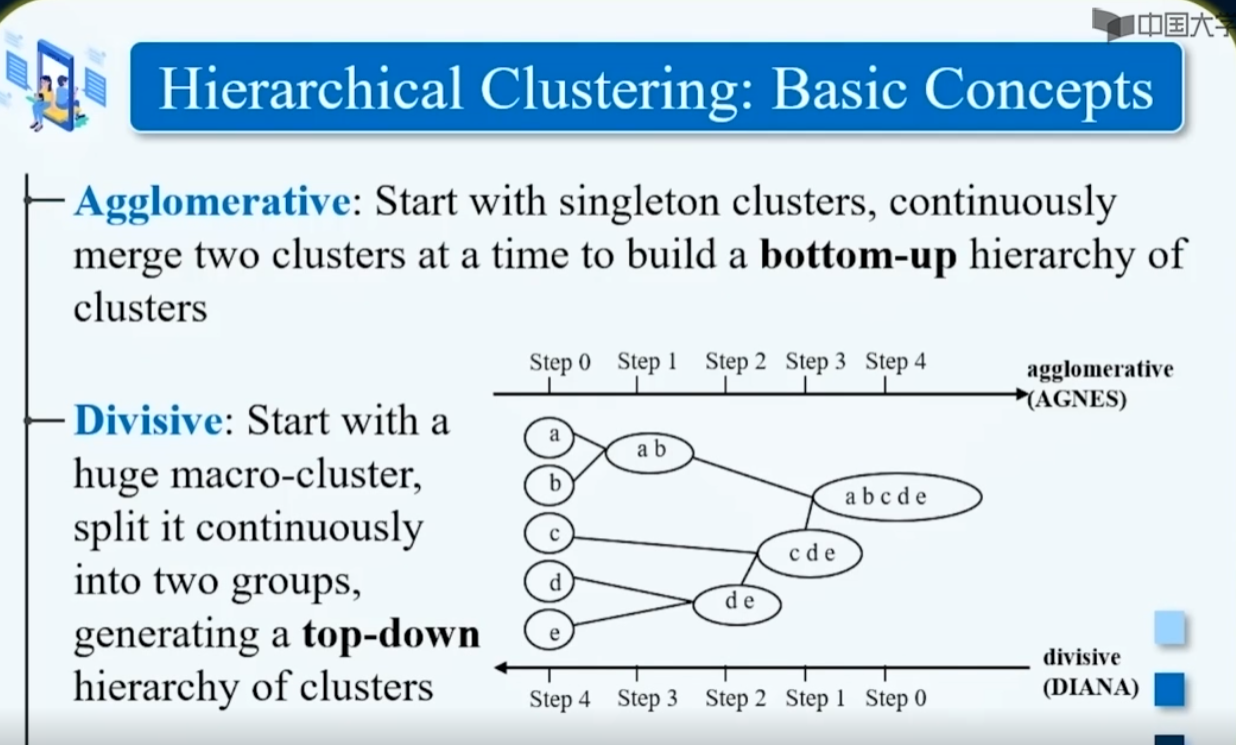 中国大学
Hierarchical Clustering: Basic Concepts
Agglomerative: Start with singleton clusters, continuously
merge two clusters at a time to build a bottom-up hierarchy of
clusters
Divisive: Start with a
huge macro-cluster,
split it continuously
into two groups,
generating a top-down
hierarchy of clusters
Step 0 Step 1 Step 2 Step 3 Step 4
agglomerative
(AGNES)
a
b
c
d
e
a b
d e
c d e
a b c d e
divisive
(DIANA)
Step 4 Step 3 Step 2 Step 1 Step 0